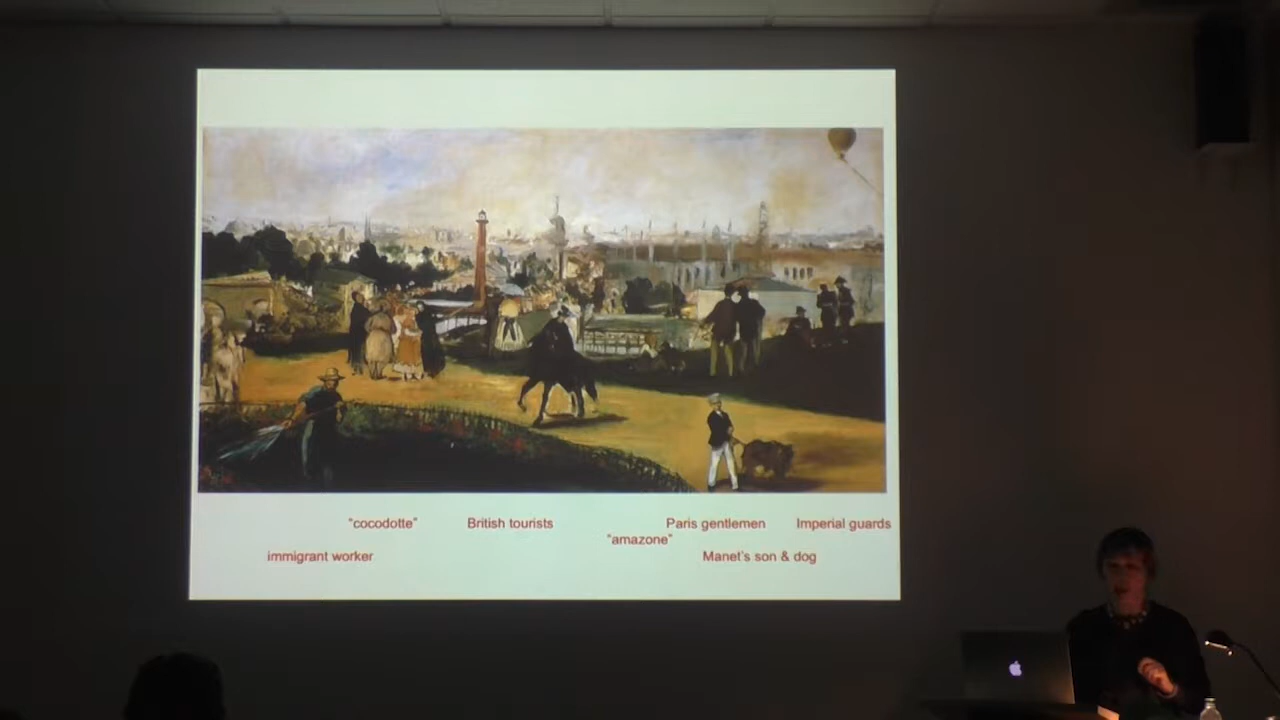 "cocodotte" British tourists Paris gentlemen Imperial guards
"amazone"
immigrant worker Manet's son & dog